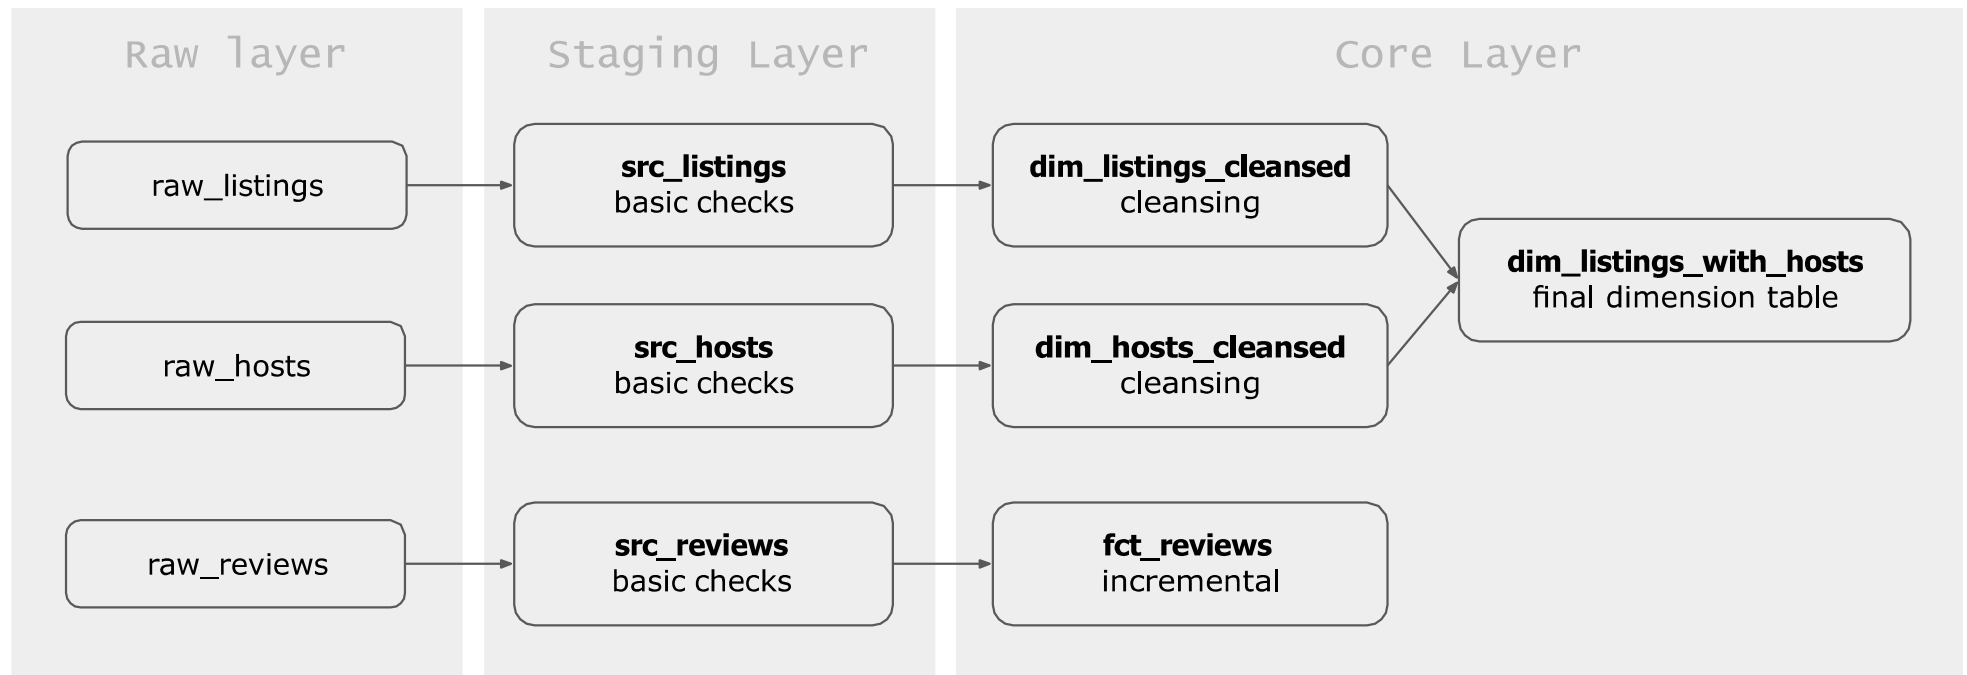 Raw layer
Staging Layer
Core Layer
raw_listings
src_listings
basic checks
dim_listings_cleansed
cleansing
dim_listings_with_hosts
final dimension table
raw_hosts
src_hosts
basic checks
dim_hosts_cleansed
cleansing
raw_reviews
src_reviews
basic checks
fct_reviews
incremental